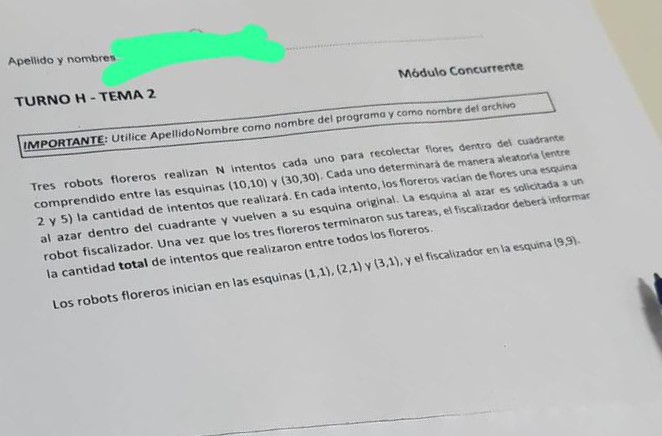 Apellido y nombres
Módulo Concurrente
TURNO H - TEMA 2
IMPORTANTE: Utilice ApellidoNombre como nombre del programa y como nombre del archivo
Tres robots floreros realizan N intentos cada uno para recolectar flores dentro del cuadrante
comprendido entre las esquinas (10,10) y (30,30). Cada uno determinará de manera aleatoria (entre
2 y 5) la cantidad de intentos que realizará. En cada intento, los floreros vacían de flores una esquina
al azar dentro del cuadrante y vuelven a su esquina original. La esquina al azar es solicitada a un
robot fiscalizador. Una vez que los tres floreros terminaron sus tareas, el fiscalizador deberá informar
la cantidad total de intentos que realizaron entre todos los floreros.
Los robots floreros inician en las esquinas (1,1), (2,1) y (3,1), y el fiscalizador en la esquina (9,9).